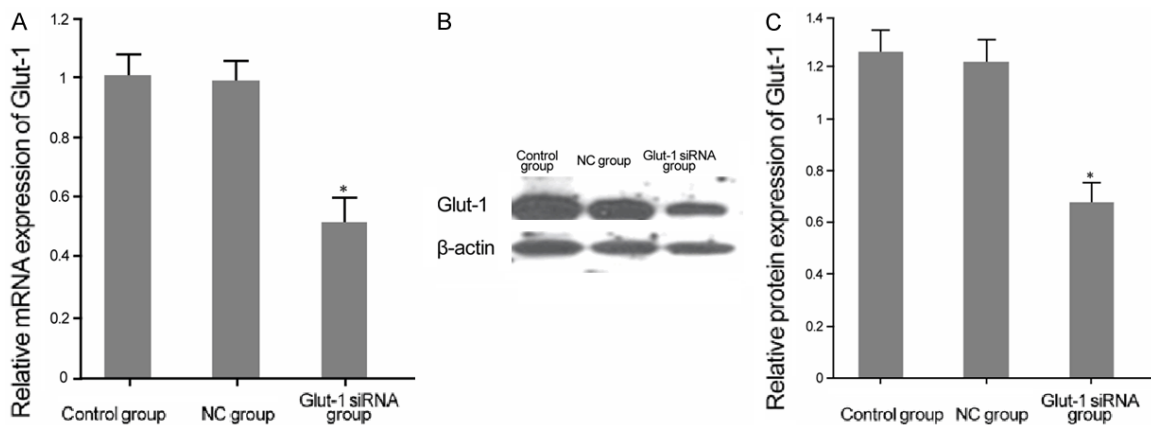 A
Relative mRNA expression of Glut-1
1.2
1
0.8
0.6
0.4
0.2
0
*
Control group
NC group
Glut-1 siRNA
group
B
Control
group
NC group
Glut-1 siRNA
group
Glut-1
β-actin
C
Relative protein expression of Glut-1
1.4
1.2
1
0.8
0.6
0.4
0.2
0
*
Control group
NC group
Glut-1 siRNA
group